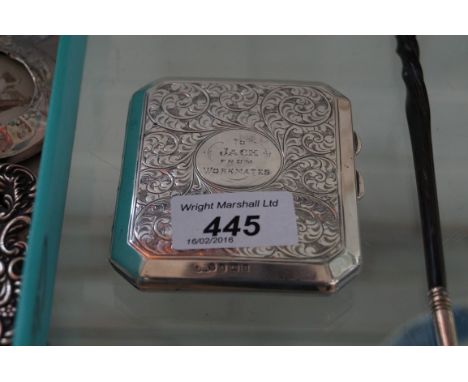 TO
JACK
FROM
WORKMATES
Wright Marshall Ltd
445
16/02/2016